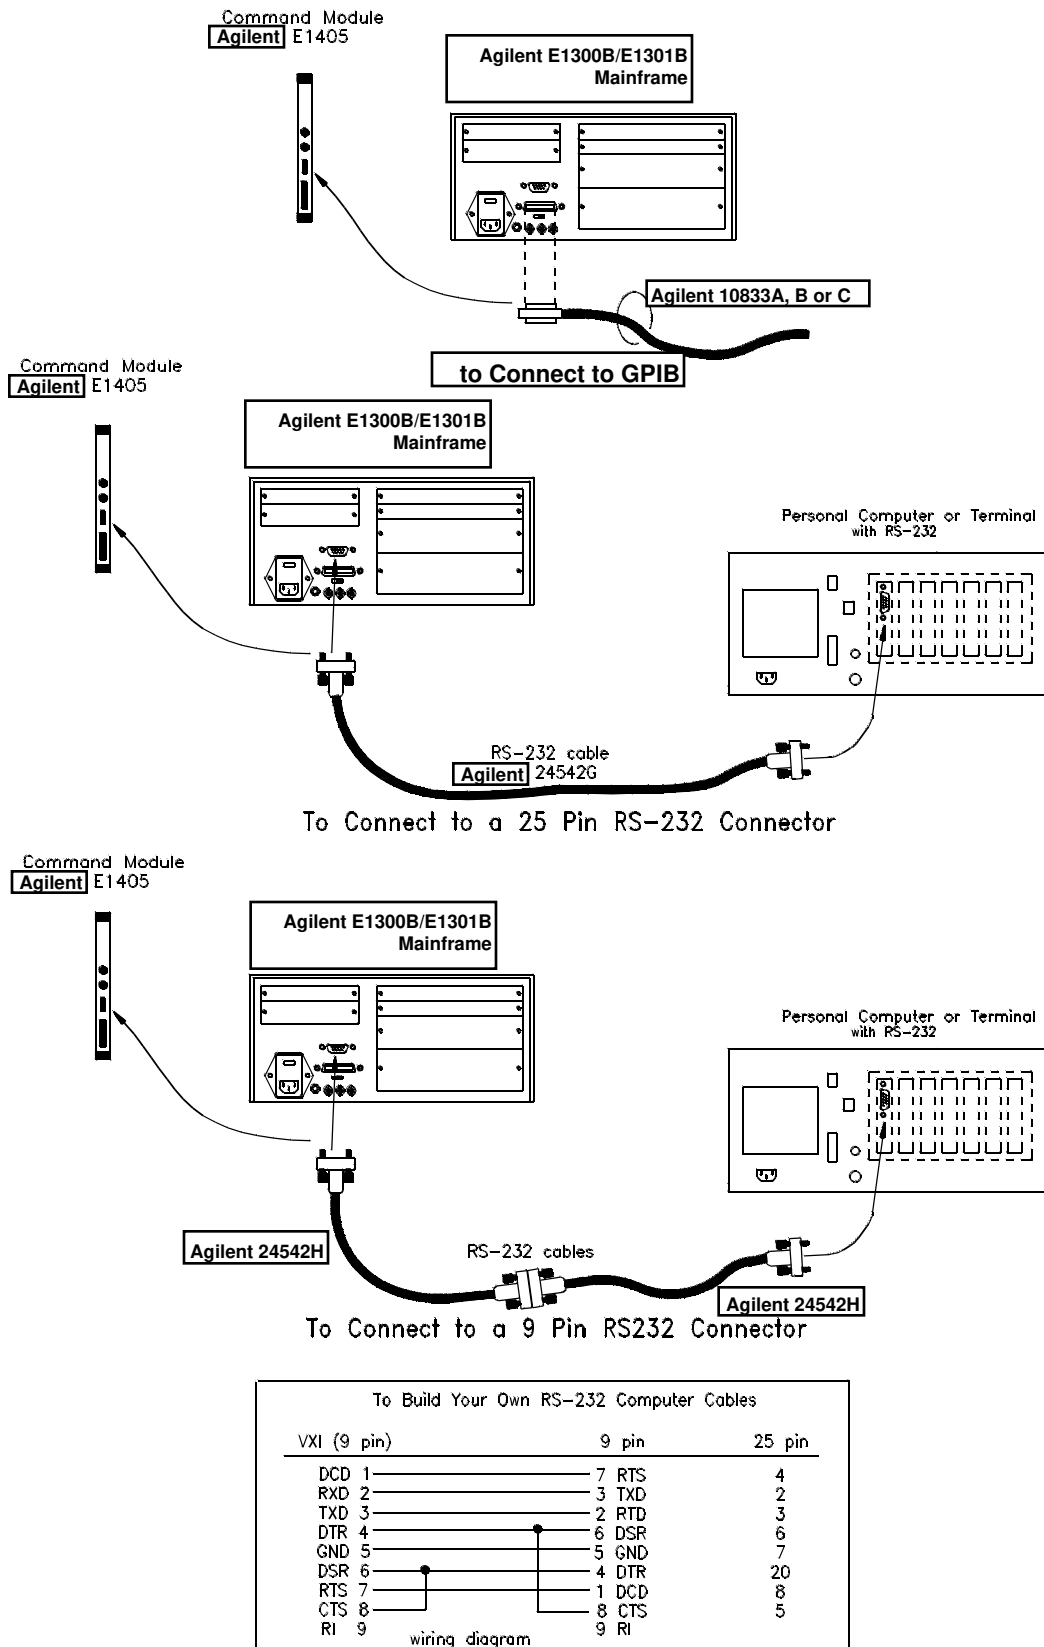 Command Module
Agilent E1405
Agilent E1300B/E1301B
Mainframe
Agilent 10833A, B or C
to Connect to GPIB
Command Module
Agilent E1405
Agilent E1300B/E1301B
Mainframe
Personal Computer or Terminal
with RS-232
RS-232 cable
Agilent 24542G
To Connect to a 25 Pin RS-232 Connector
Command Module
Agilent E1405
Agilent E1300B/E1301B
Mainframe
Personal Computer or Terminal
with RS-232
Agilent 24542H
RS-232 cables
Agilent 24542H
To Connect to a 9 Pin RS232 Connector
To Build Your Own RS-232 Computer Cables
VXI (9 pin) 9 pin 25 pin
DCD 1 7 RTS 4
RXD 2 3 TXD 2
TXD 3 2 RTD 3
DTR 4 6 DSR 6
GND 5 5 GND 7
DSR 6 4 DTR 20
RTS 7 1 DCD 8
CTS 8 8 CTS 5
RI 9 9 RI
wiring diagram